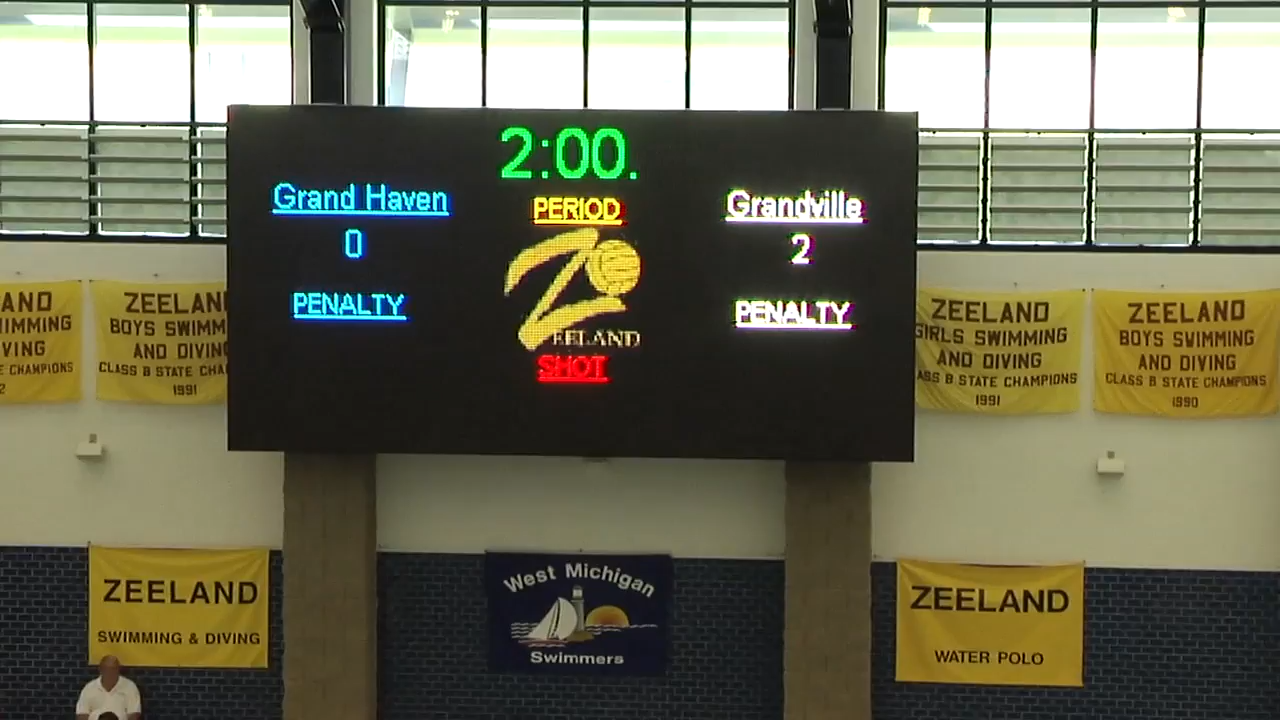 2:00.
Grand Haven
0
PENALTY
PERIOD
ZEELAND
SHOT
Grandville
2
PENALTY
ZEELAND
BOYS SWIMM
AND DIVING
CLASS B STATE CHA
1991
ZEELAND
GIRLS SWIMMING
AND DIVING
ASS B STATE CHAMPIONS
1991
ZEELAND
BOYS SWIMMING
AND DIVING
CLASS B STATE CHAMPIONS
1990
ZEELAND
SWIMMING & DIVING
West Michigan
Swimmers
ZEELAND
WATER POLO